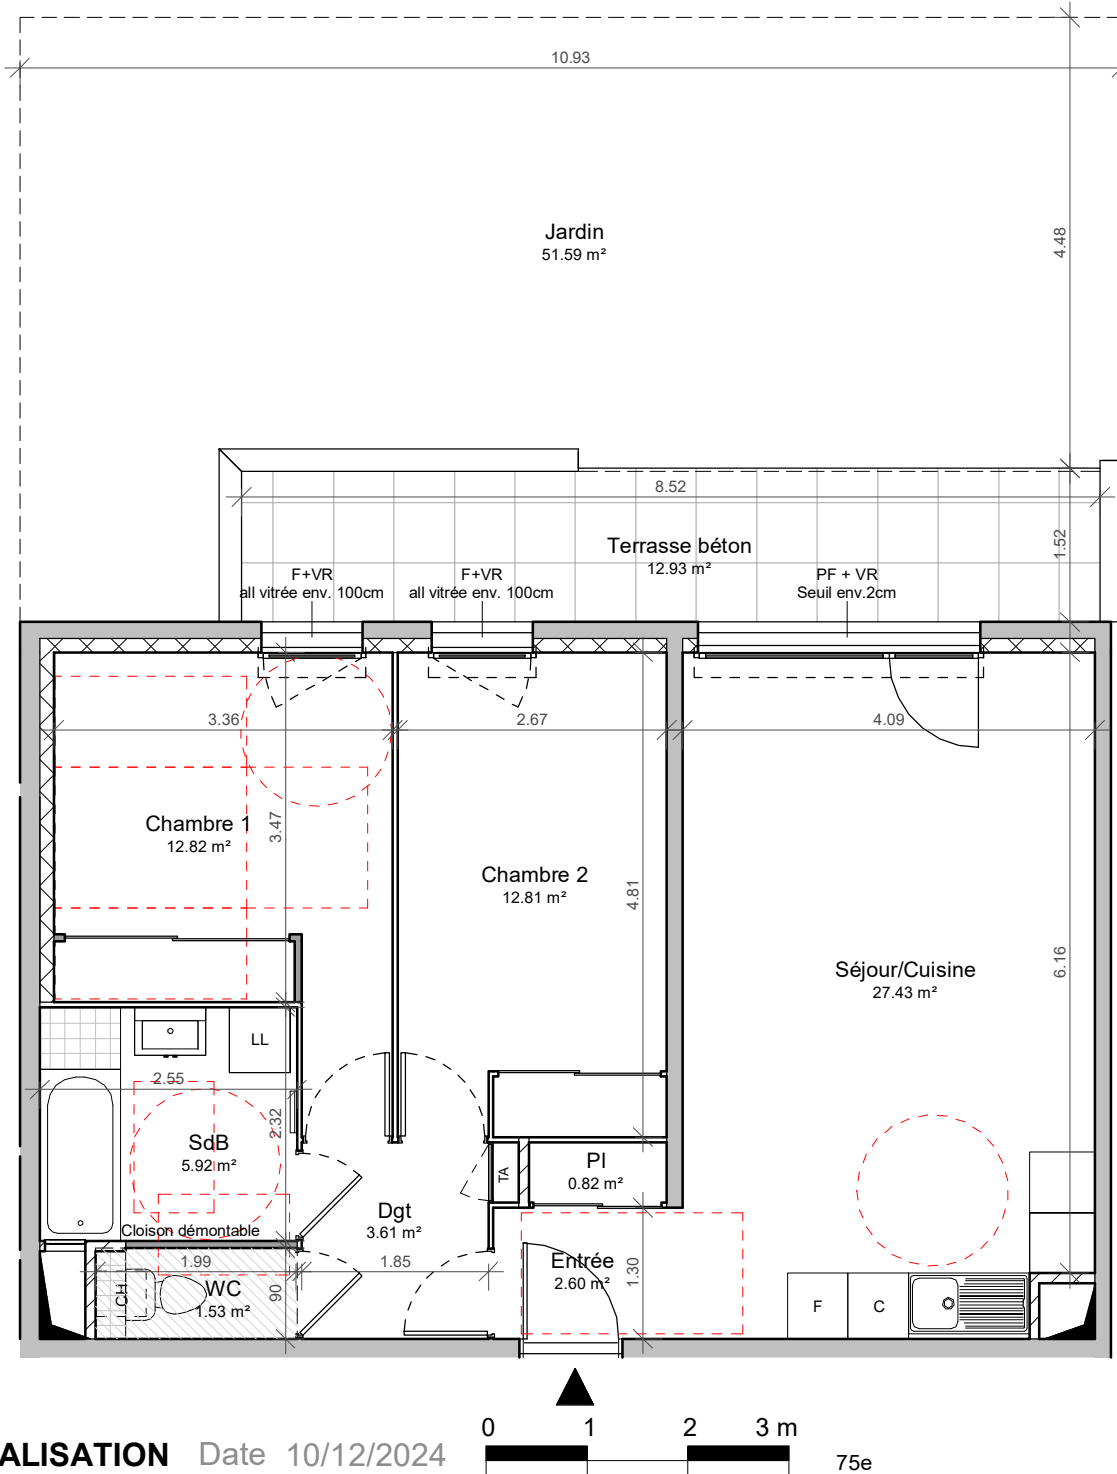 10.93
Jardin
51.59 m²
4.48
8.52
Terrasse béton
12.93 m²
1.52
F+VR
all vitrée env. 100cm
F+VR
all vitrée env. 100cm
PF + VR
Seuil env.2cm
3.36
2.67
4.09
Chambre 1
12.82 m²
3.47
Chambre 2
12.81 m²
4.81
Séjour/Cuisine
27.43 m²
6.16
LL
2.55
2.32
SdB
5.92 m²
TA
Pl
0.82 m²
Dgt
3.61 m²
Cloison démontable
1.99
1.85
Entrée
2.60 m²
1.30
CH
WC
1.53 m²
90
F
C
0 1 2 3 m
ALISATION Date 10/12/2024
75e